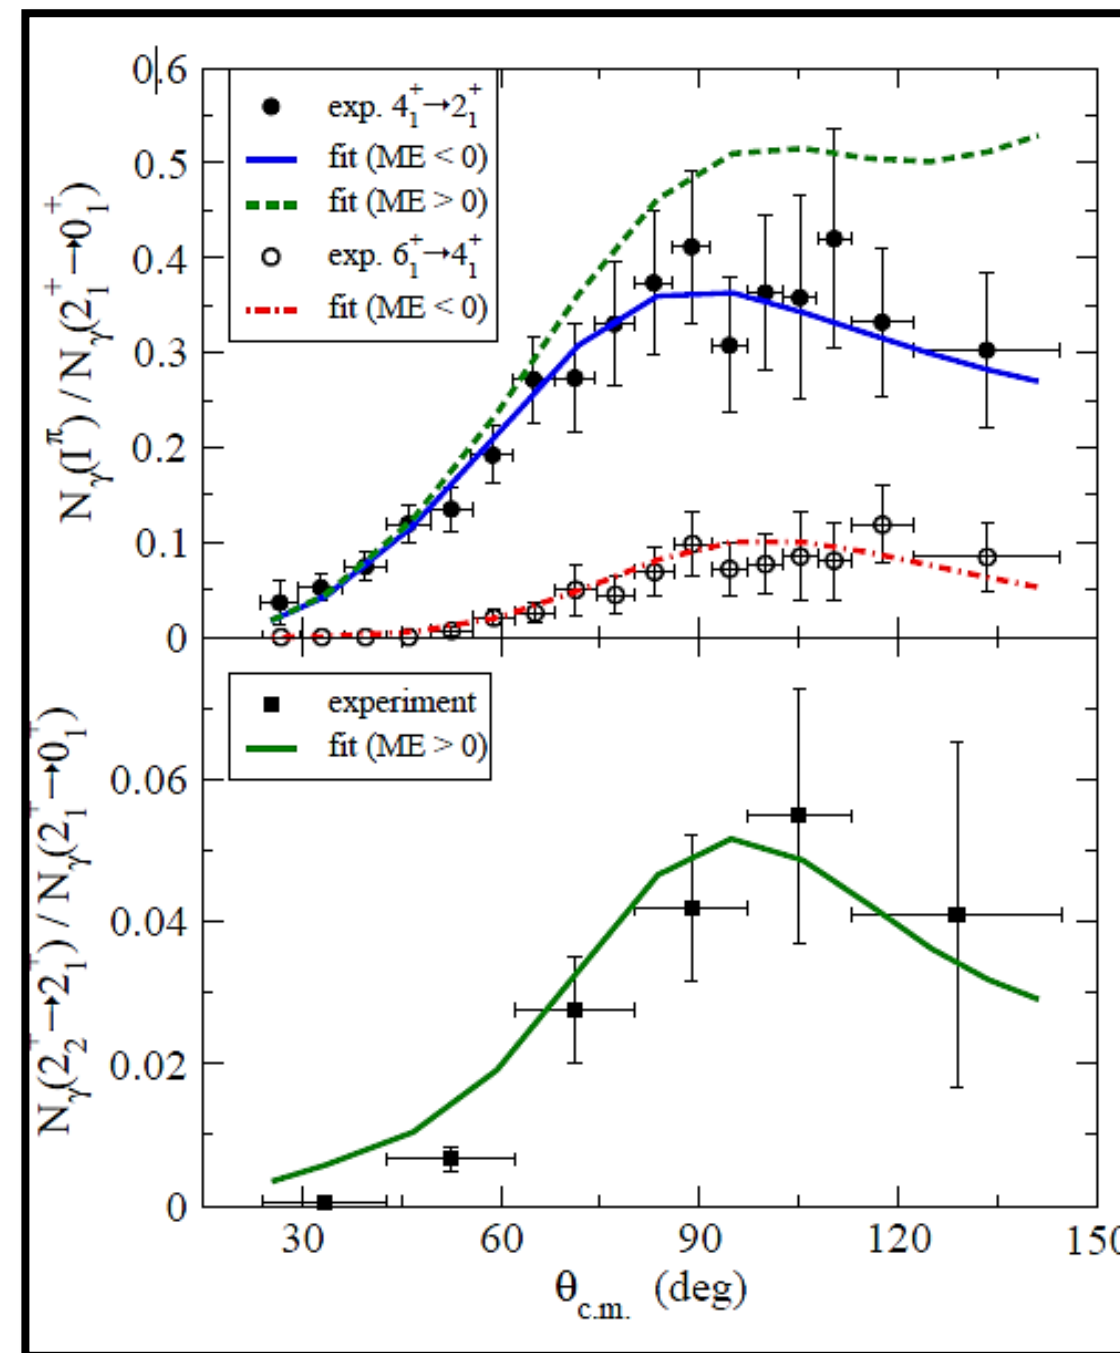 0.6
0.5
0.4
0.3
0.2
0.1
0
N_γ(I^π) / N_γ(2₁⁺→0₁⁺)
exp. 4₁⁺→2₁⁺
fit (ME < 0)
fit (ME > 0)
exp. 6₁⁺→4₁⁺
fit (ME < 0)
0.06
0.04
0.02
0
N_γ(2₂⁺→2₁⁺) / N_γ(2₁⁺→0₁⁺)
experiment
fit (ME > 0)
30 60 90 120 150
θ_c.m. (deg)